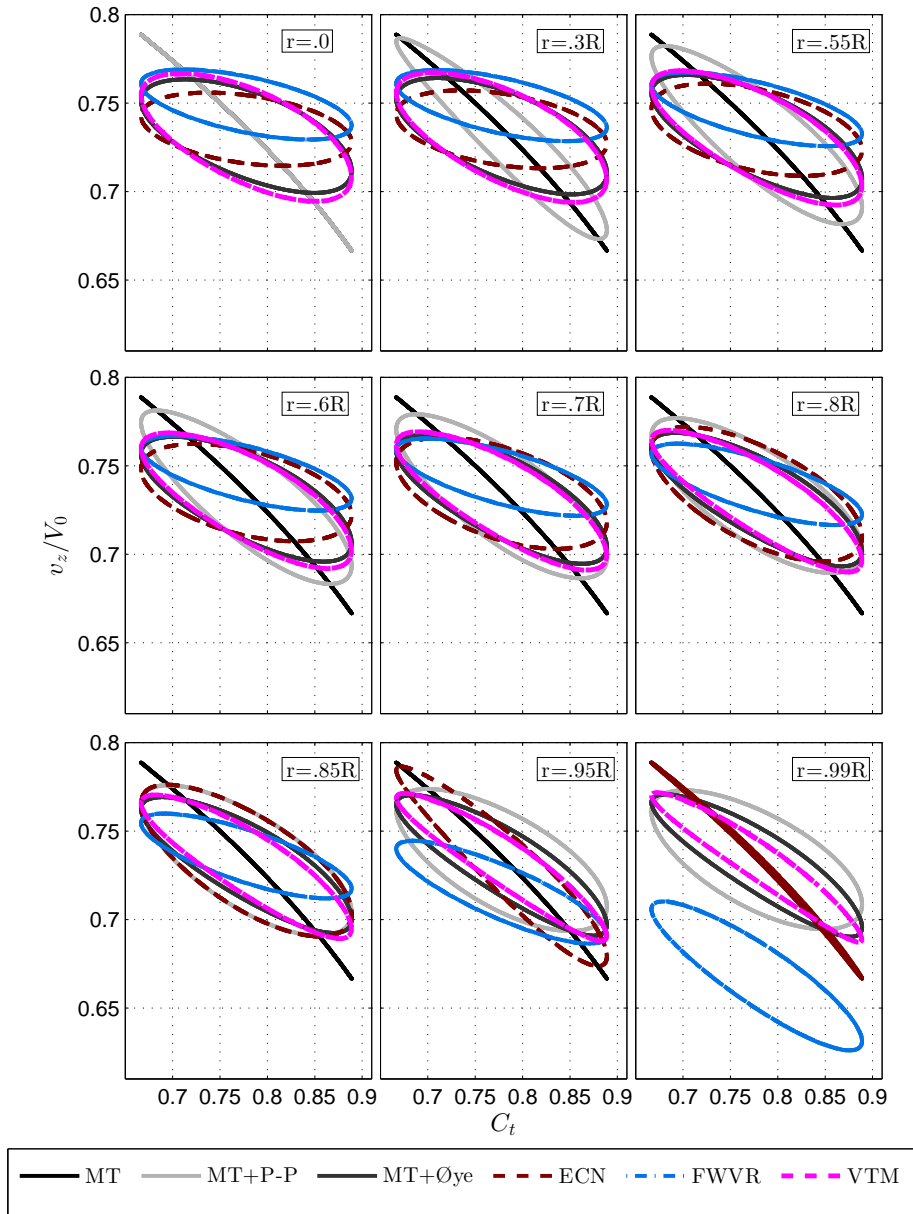 0.8
0.75
0.7
0.65
r=.0
r=.3R
r=.55R
0.8
0.75
0.7
0.65
v_z/V_0
r=.6R
r=.7R
r=.8R
0.8
0.75
0.7
0.65
r=.85R
r=.95R
r=.99R
0.7 0.75 0.8 0.85 0.9 0.7 0.75 0.8 0.85 0.9 0.7 0.75 0.8 0.85 0.9
C_t
MT MT+P-P MT+Øye ECN FWVR VTM